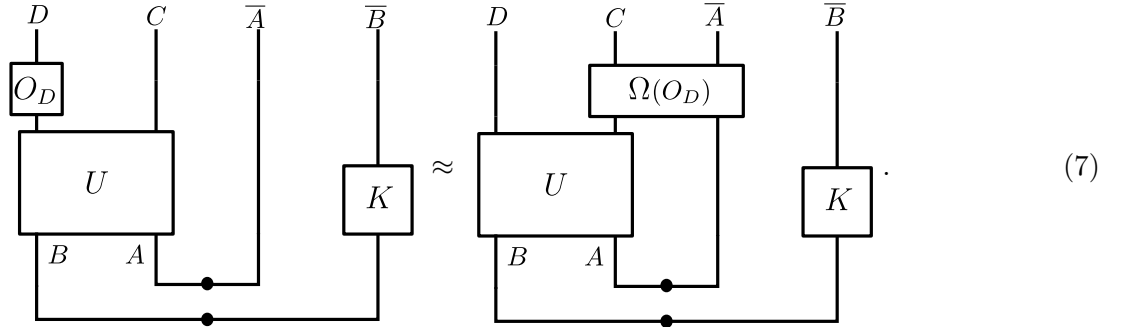 D C A̅ B̅ D C A̅ B̅
O_D Ω(O_D)
U K ≈ U K . (7)
B A B A